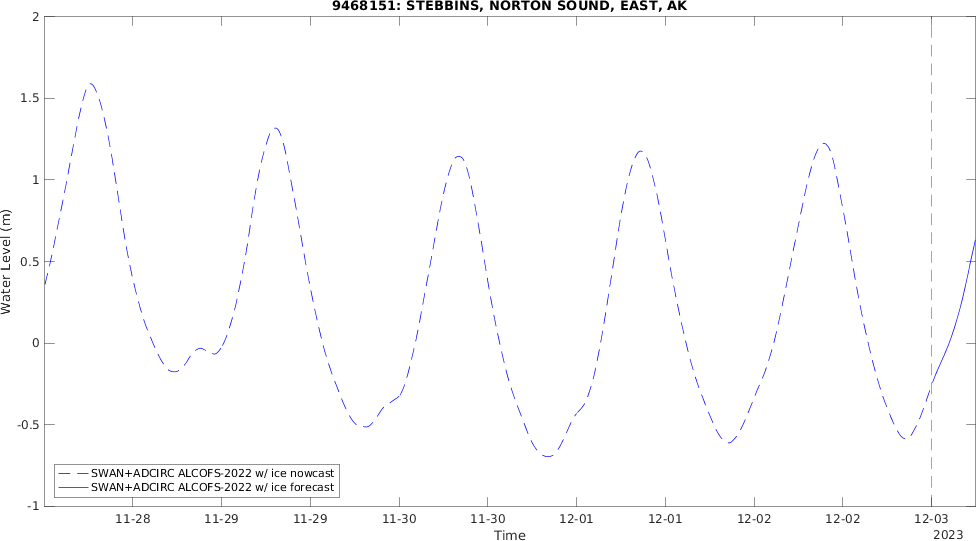 9468151: STEBBINS, NORTON SOUND, EAST, AK
2
1.5
1
0.5
0
-0.5
-1
Water Level (m)
SWAN+ADCIRC ALCOFS-2022 w/ ice nowcast
SWAN+ADCIRC ALCOFS-2022 w/ ice forecast
11-28 11-29 11-29 11-30 11-30 12-01 12-01 12-02 12-02 12-03
Time
2023